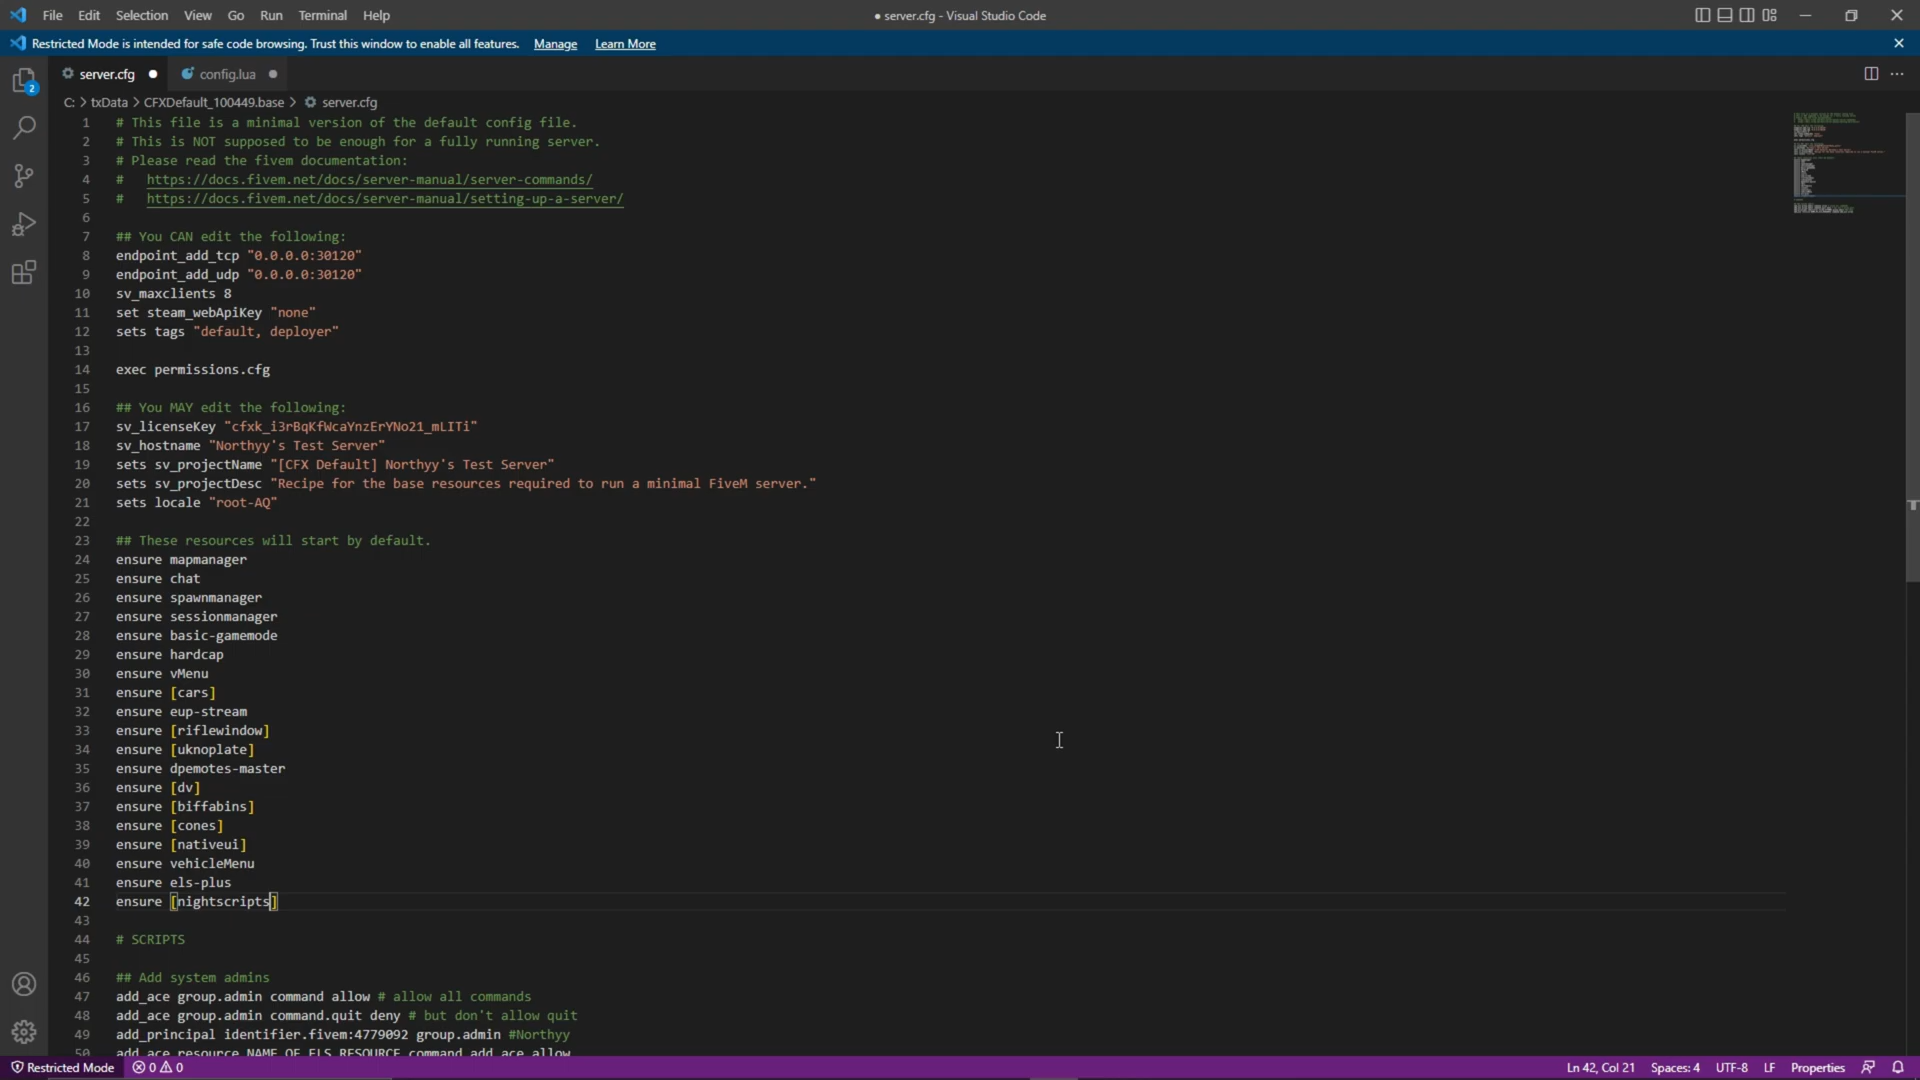 File Edit Selection View Go Run Terminal Help
● server.cfg - Visual Studio Code
Restricted Mode is intended for safe code browsing. Trust this window to enable all features. Manage Learn More
server.cfg config.lua
2
C: > txData > CFXDefault_100449.base > server.cfg
1 # This file is a minimal version of the default config file.
2 # This is NOT supposed to be enough for a fully running server.
3 # Please read the fivem documentation:
4 # https://docs.fivem.net/docs/server-manual/server-commands/
5 # https://docs.fivem.net/docs/server-manual/setting-up-a-server/
6
7 ## You CAN edit the following:
8 endpoint_add_tcp "0.0.0.0:30120"
9 endpoint_add_udp "0.0.0.0:30120"
10 sv_maxclients 8
11 set steam_webApiKey "none"
12 sets tags "default, deployer"
13
14 exec permissions.cfg
15
16 ## You MAY edit the following:
17 sv_licenseKey "cfxk_i3rBqKfWcaYnzErYNo21_mLITi"
18 sv_hostname "Northyy's Test Server"
19 sets sv_projectName "[CFX Default] Northyy's Test Server"
20 sets sv_projectDesc "Recipe for the base resources required to run a minimal FiveM server."
21 sets locale "root-AQ"
22
23 ## These resources will start by default.
24 ensure mapmanager
25 ensure chat
26 ensure spawnmanager
27 ensure sessionmanager
28 ensure basic-gamemode
29 ensure hardcap
30 ensure vMenu
31 ensure [cars]
32 ensure eup-stream
33 ensure [riflewindow]
34 ensure [uknoplate]
35 ensure dpemotes-master
36 ensure [dv]
37 ensure [biffabins]
38 ensure [cones]
39 ensure [nativeui]
40 ensure vehicleMenu
41 ensure els-plus
42 ensure [nightscripts]
43
44 # SCRIPTS
45
46 ## Add system admins
47 add_ace group.admin command allow # allow all commands
48 add_ace group.admin command.quit deny # but don't allow quit
49 add_principal identifier.fivem:4779092 group.admin #Northyy
50 add_ace resource.NAME_OF_ELS_RESOURCE command.add_ace allow
Restricted Mode 0 0 Ln 42, Col 21 Spaces: 4 UTF-8 LF Properties